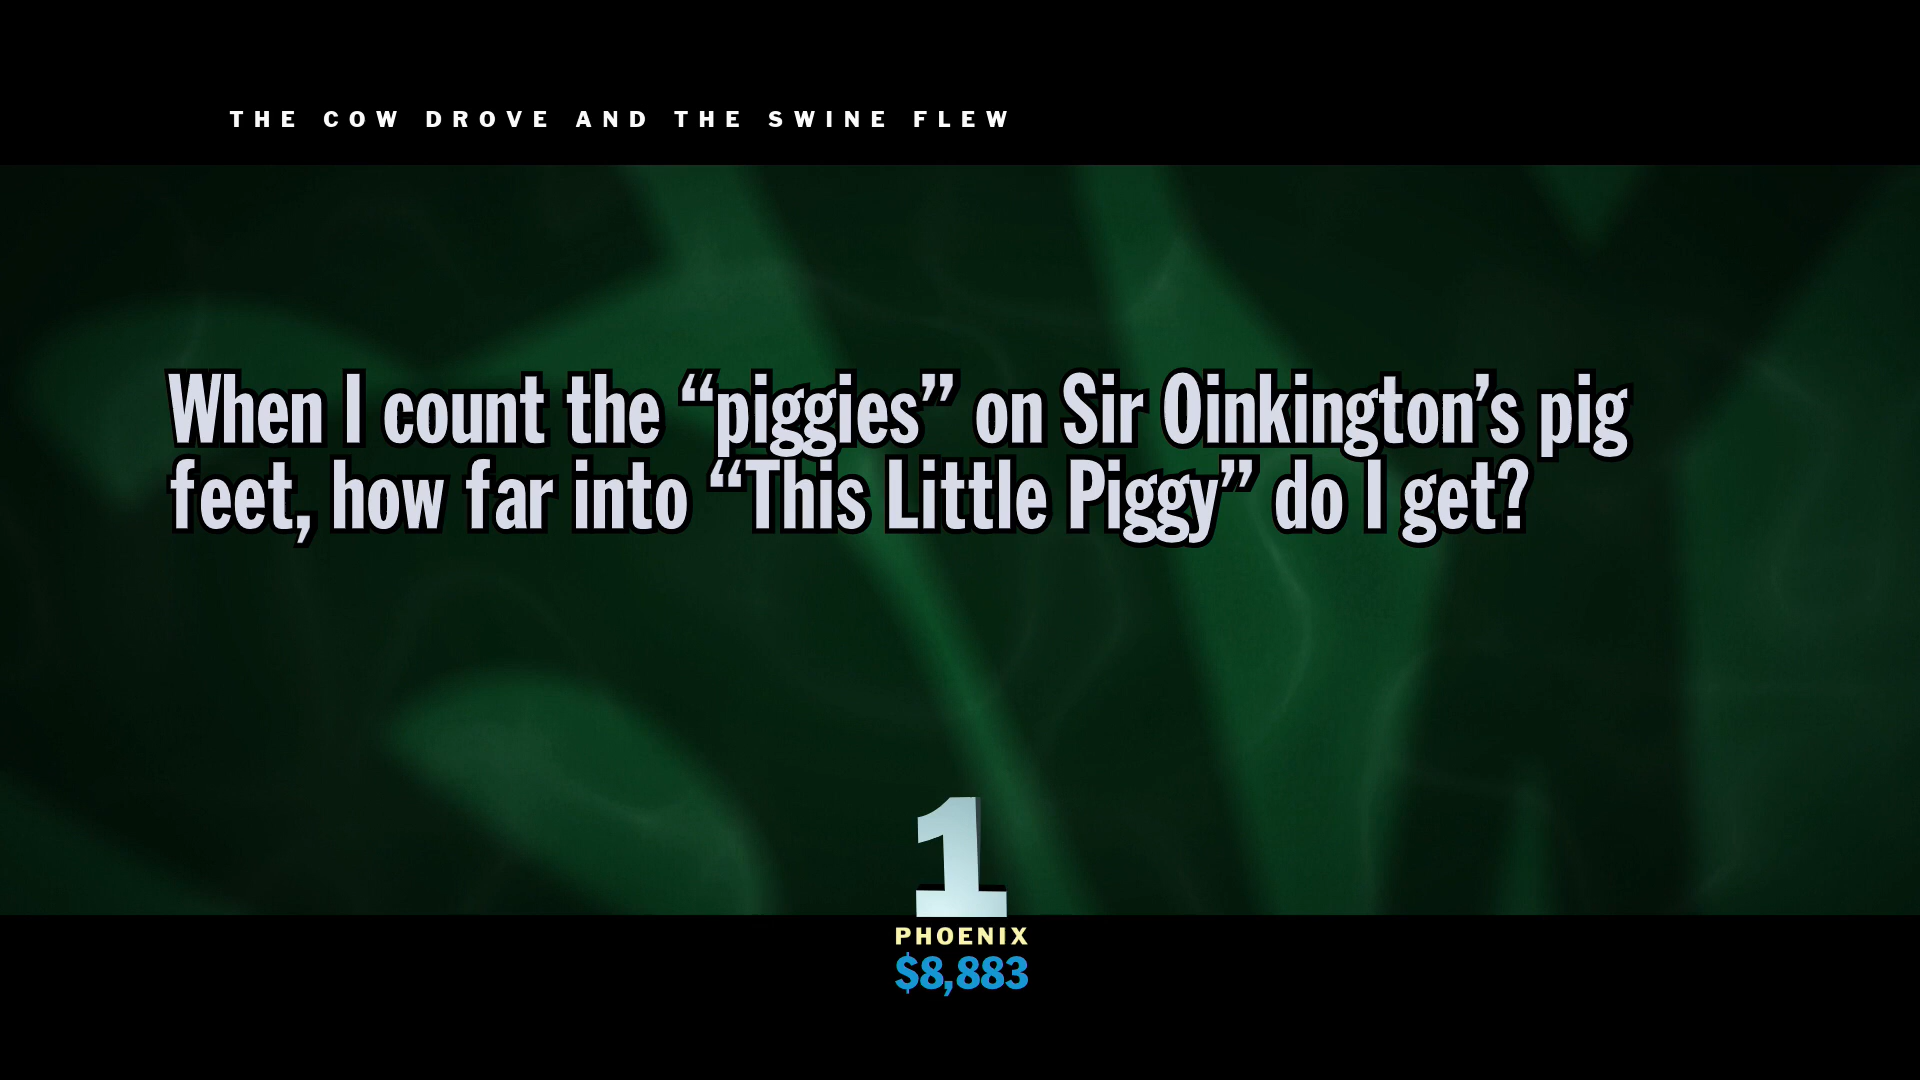 THE COW DROVE AND THE SWINE FLEW
When I count the “piggies” on Sir Oinkington’s pig
feet, how far into “This Little Piggy” do I get?
1
PHOENIX
$8,883